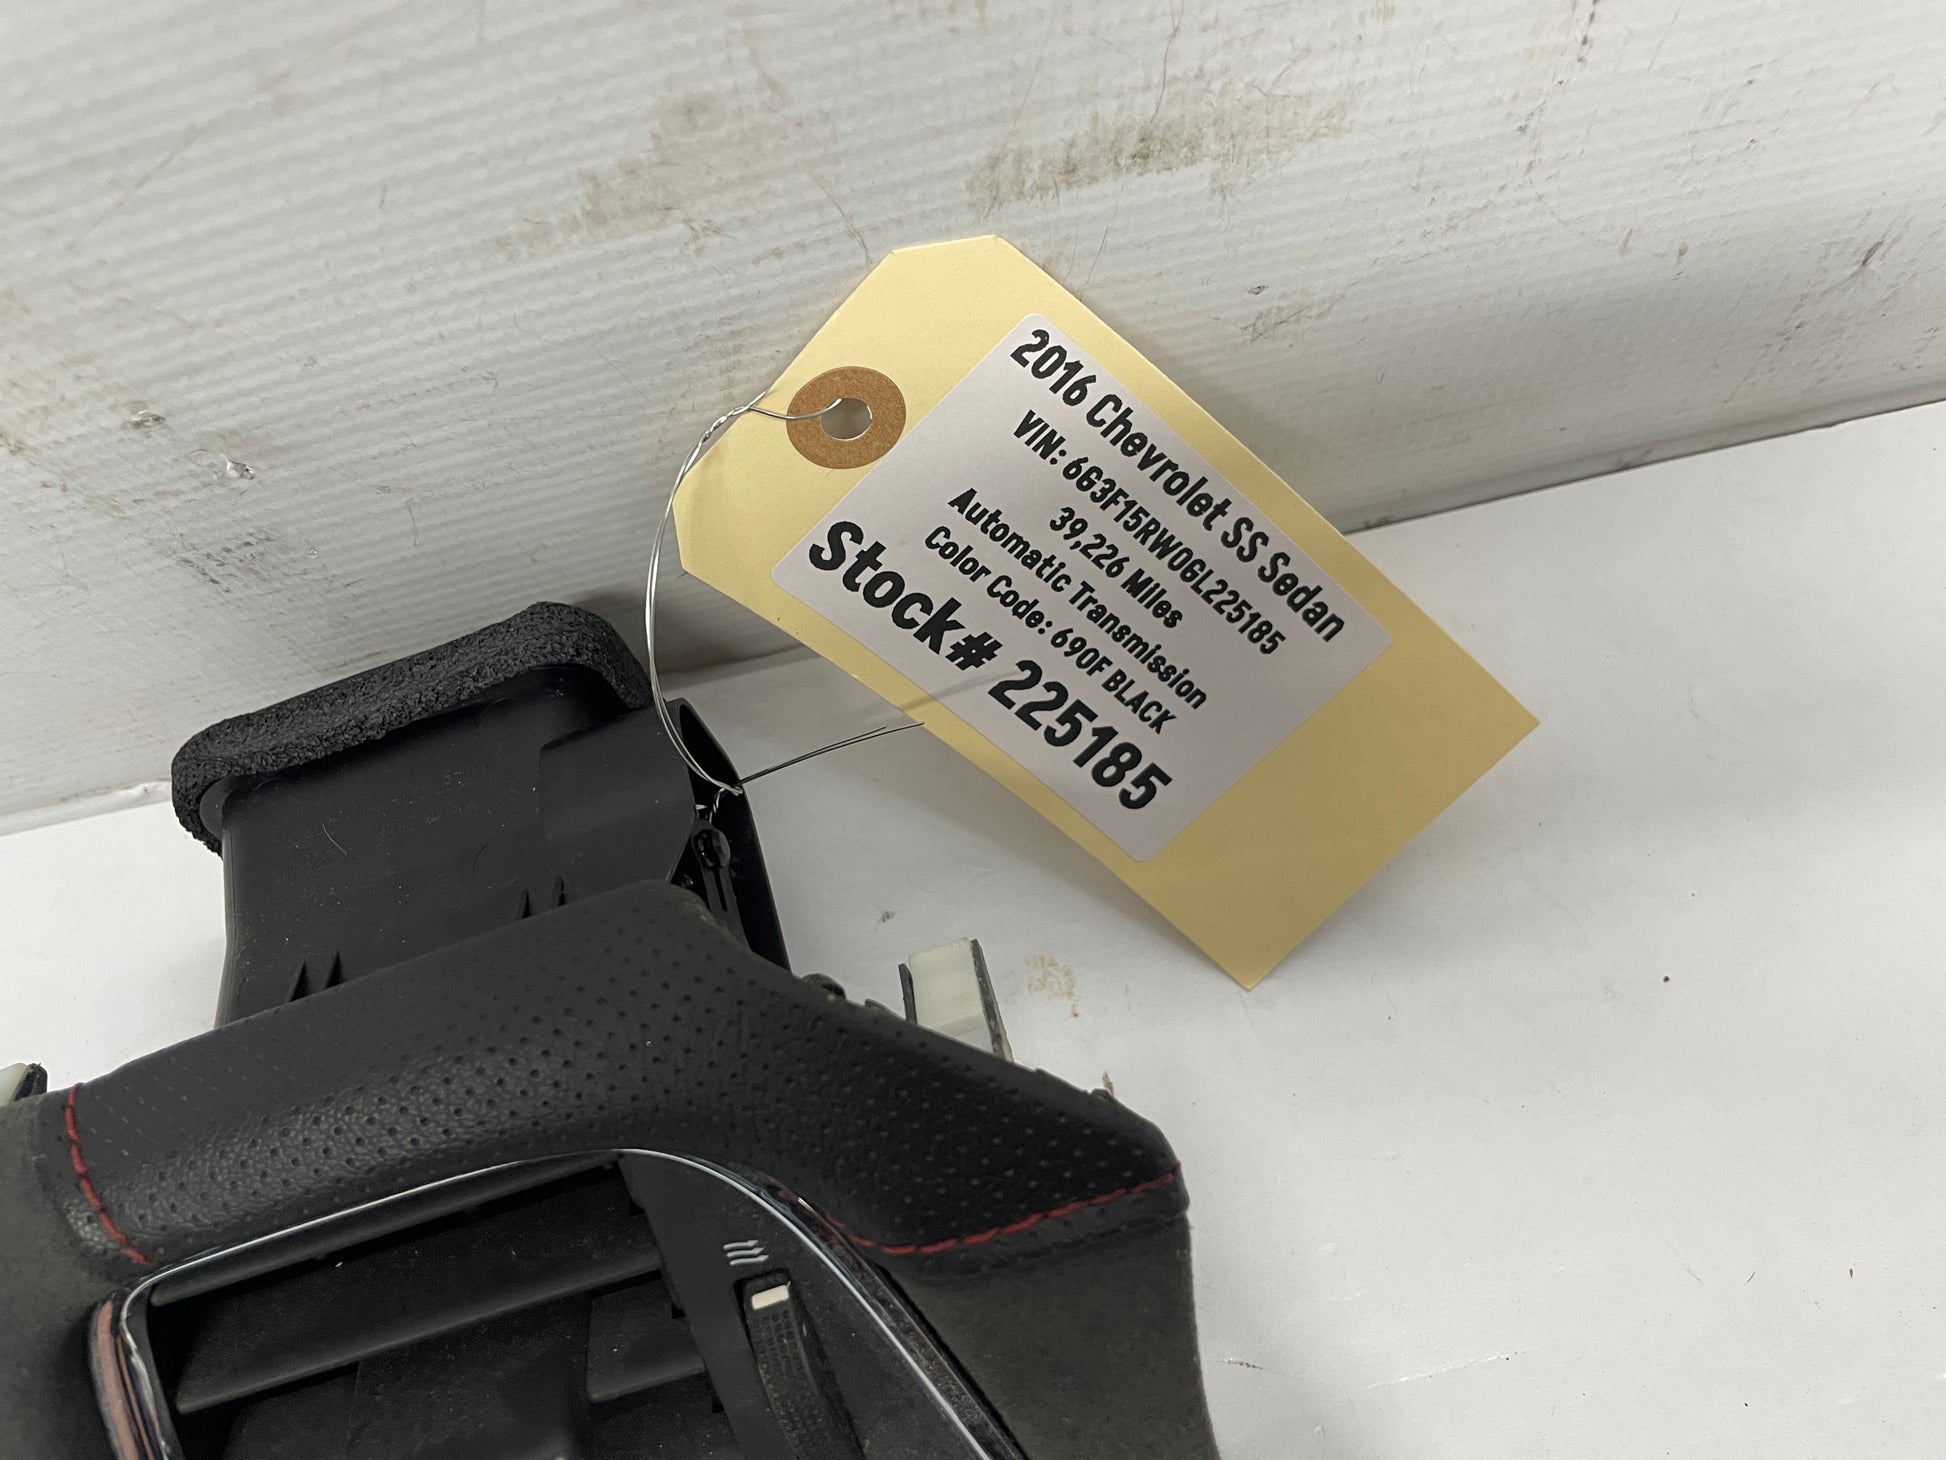 2016 Chevrolet SS Sedan
VIN: 6G3F15RW0GL225185
39,226 Miles
Automatic Transmission
Color Code: 690F BLACK
Stock# 225185